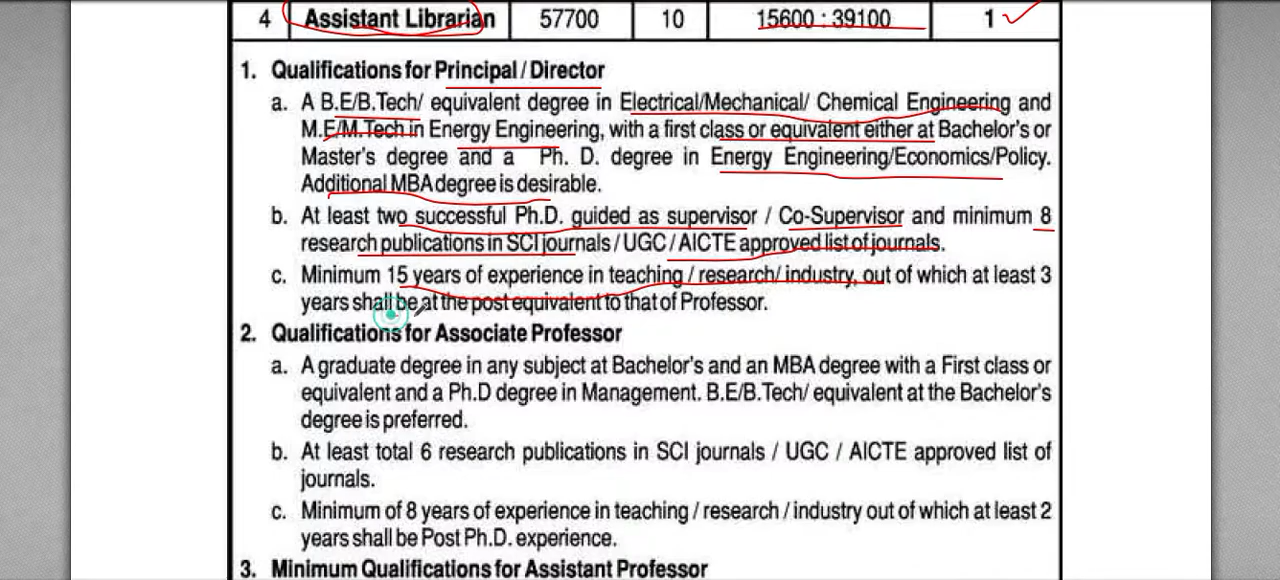 4 Assistant Librarian 57700 10 15600 : 39100 1
1. Qualifications for Principal / Director
a. A B.E/B.Tech/ equivalent degree in Electrical/Mechanical/ Chemical Engineering and
M.E/M.Tech in Energy Engineering, with a first class or equivalent either at Bachelor's or
Master's degree and a Ph. D. degree in Energy Engineering/Economics/Policy.
Additional MBA degree is desirable.
b. At least two successful Ph.D. guided as supervisor / Co-Supervisor and minimum 8
research publications in SCI journals / UGC / AICTE approved list of journals.
c. Minimum 15 years of experience in teaching / research/ industry, out of which at least 3
years shall be at the post equivalent to that of Professor.
2. Qualifications for Associate Professor
a. A graduate degree in any subject at Bachelor's and an MBA degree with a First class or
equivalent and a Ph.D degree in Management. B.E/B.Tech/ equivalent at the Bachelor's
degree is preferred.
b. At least total 6 research publications in SCI journals / UGC / AICTE approved list of
journals.
c. Minimum of 8 years of experience in teaching / research / industry out of which at least 2
years shall be Post Ph.D. experience.
3. Minimum Qualifications for Assistant Professor